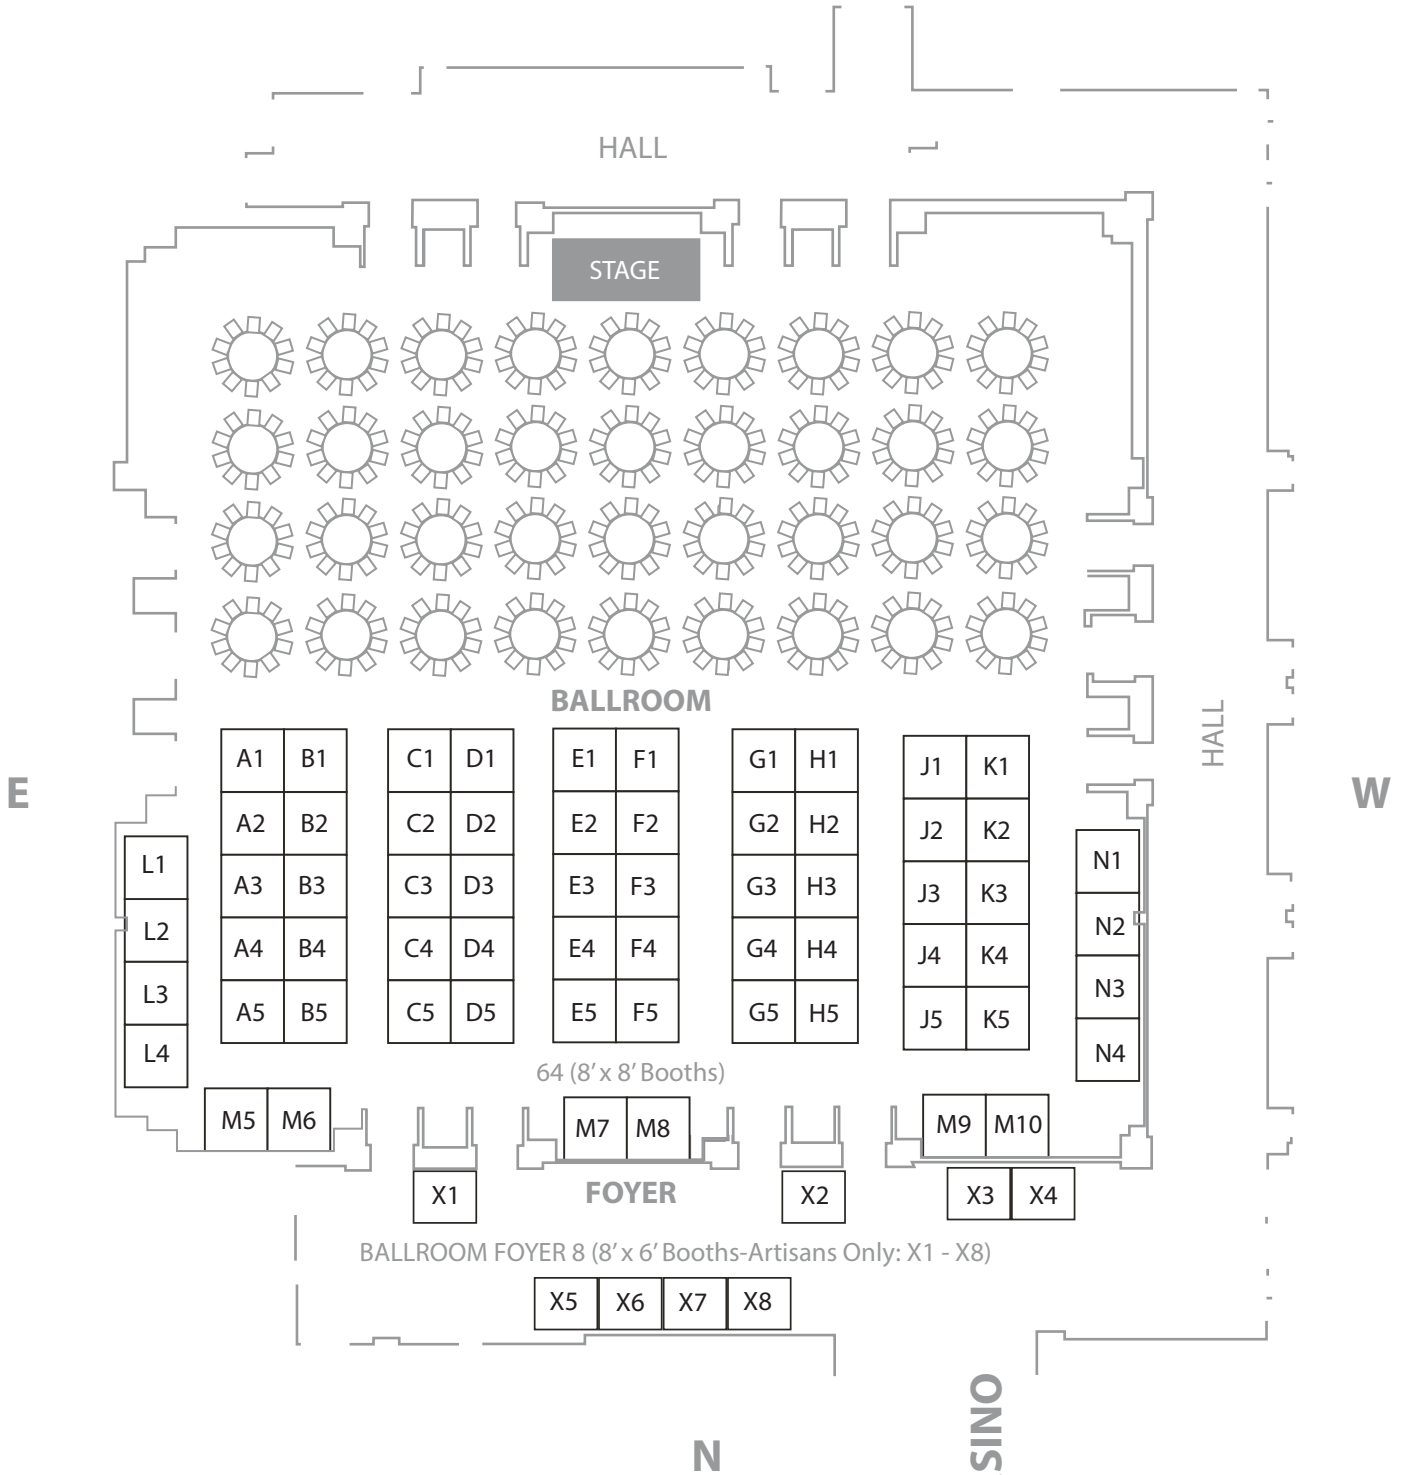 HALL
STAGE
BALLROOM
A1 B1 C1 D1 E1 F1 G1 H1 J1 K1
HALL
E
W
A2 B2 C2 D2 E2 F2 G2 H2 J2 K2
L1 N1
A3 B3 C3 D3 E3 F3 G3 H3 J3 K3
L2 N2
A4 B4 C4 D4 E4 F4 G4 H4 J4 K4
L3 N3
A5 B5 C5 D5 E5 F5 G5 H5 J5 K5
L4 N4
64 (8’ x 8’ Booths)
M5 M6 M7 M8 M9 M10
X1 FOYER X2 X3 X4
BALLROOM FOYER 8 (8’ x 6’ Booths-Artisans Only: X1 - X8)
X5 X6 X7 X8
SINO
N